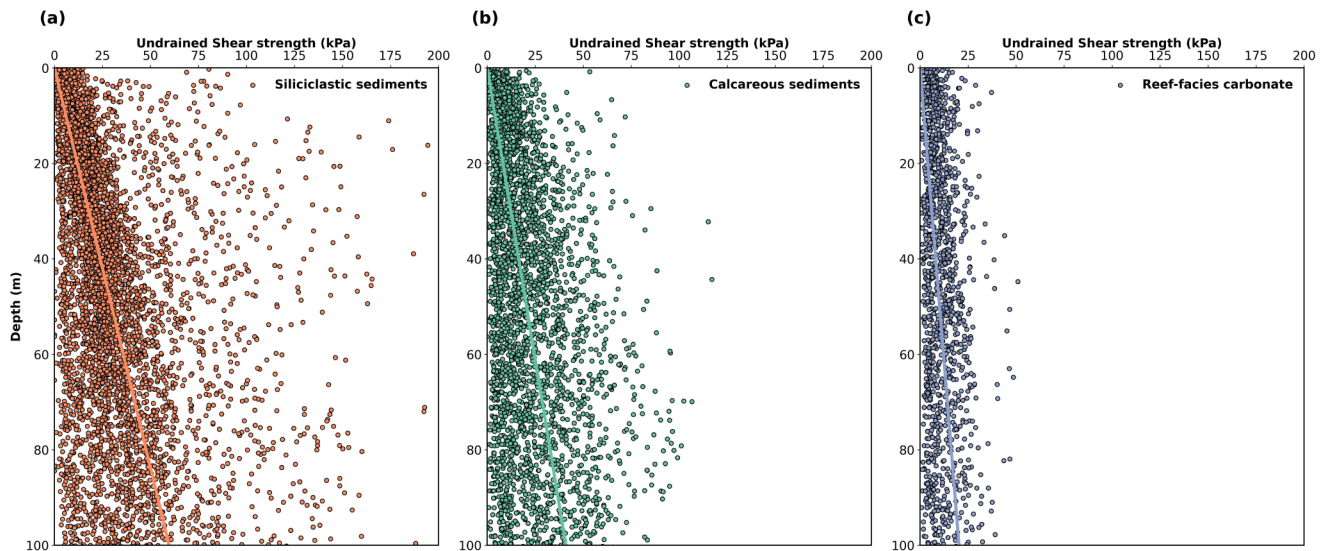 (a)
Undrained Shear strength (kPa)
0 25 50 75 100 125 150 175 200
0
20
40
60
80
100
Depth (m)
Siliciclastic sediments
(b)
Undrained Shear strength (kPa)
0 25 50 75 100 125 150 175 200
0
20
40
60
80
100
Calcareous sediments
(c)
Undrained Shear strength (kPa)
0 25 50 75 100 125 150 175 200
0
20
40
60
80
100
Reef-facies carbonate